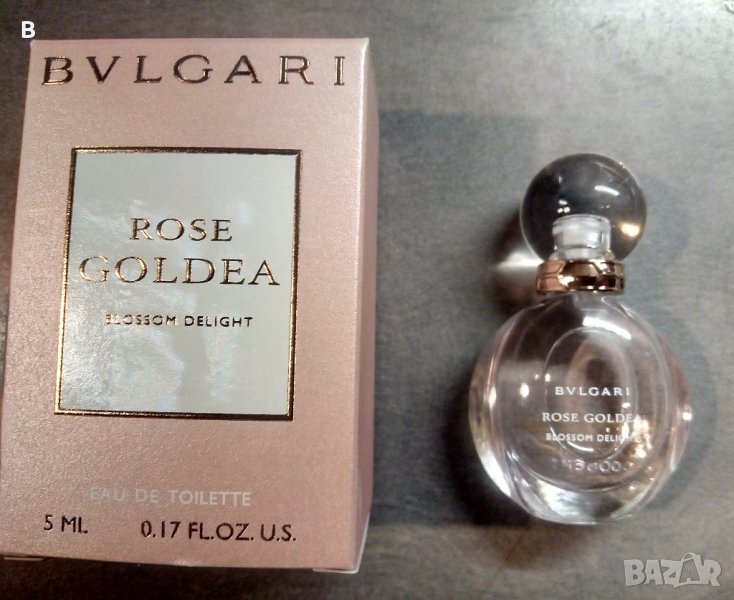 B
BVLGARI
ROSE
GOLDEA
BLOSSOM DELIGHT
EAU DE TOILETTE
5 ML 0.17 FL.OZ. U.S.
BVLGARI
ROSE GOLDEA
BLOSSOM DELIGHT
BAZAR